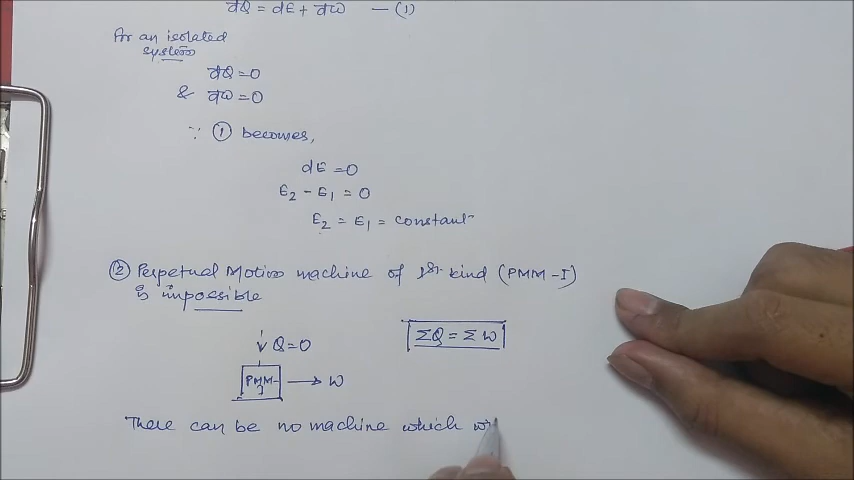 đQ = dE + đW — (1)
for an isolated
system
đQ = 0
& đW = 0
∵ ① becomes,
dE = 0
E₂ - E₁ = 0
E₂ = E₁ = constant
② Perpetual Motion machine of 1st kind (PMM-I)
is impossible
Q = 0
ΣQ = ΣW
PMM-I
W
There can be no machine which wi